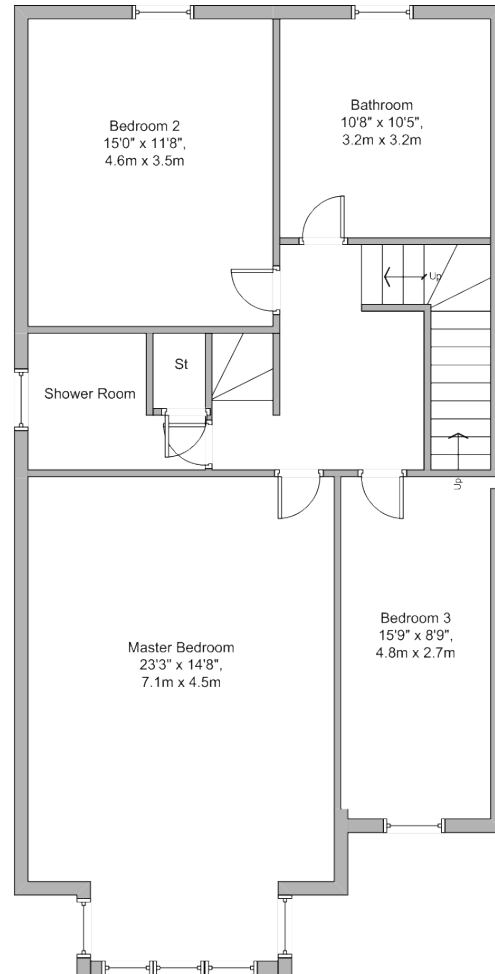 Bedroom 2
15'0" x 11'8",
4.6m x 3.5m
Bathroom
10'8" x 10'5",
3.2m x 3.2m
Up
St
Shower Room
Up
Master Bedroom
23'3" x 14'8",
7.1m x 4.5m
Bedroom 3
15'9" x 8'9",
4.8m x 2.7m